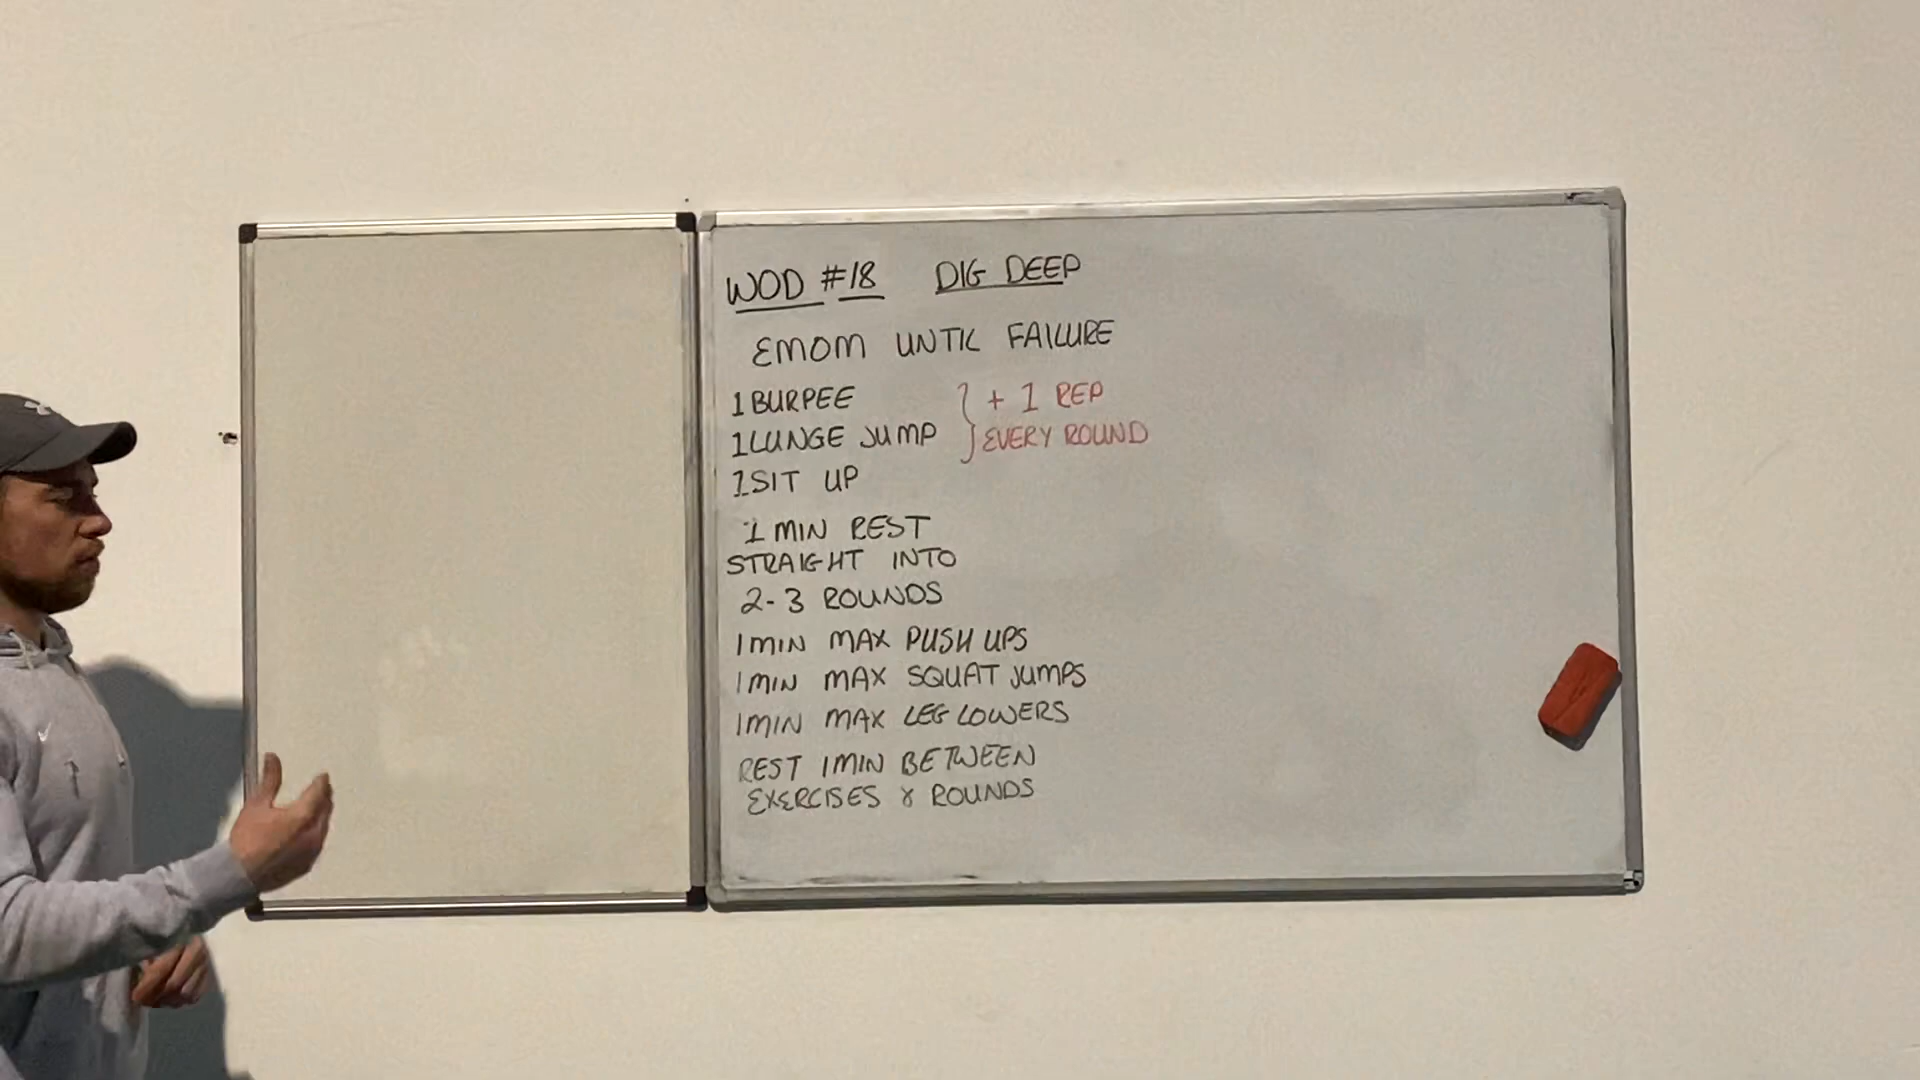 WOD #18 DIG DEEP
EMOM UNTIL FAILURE
1 BURPEE } + 1 REP
1 LUNGE JUMP } EVERY ROUND
1 SIT UP
1 MIN REST
STRAIGHT INTO
2-3 ROUNDS
1 MIN MAX PUSH UPS
1 MIN MAX SQUAT JUMPS
1 MIN MAX LEG LOWERS
REST 1 MIN BETWEEN
EXERCISES & ROUNDS